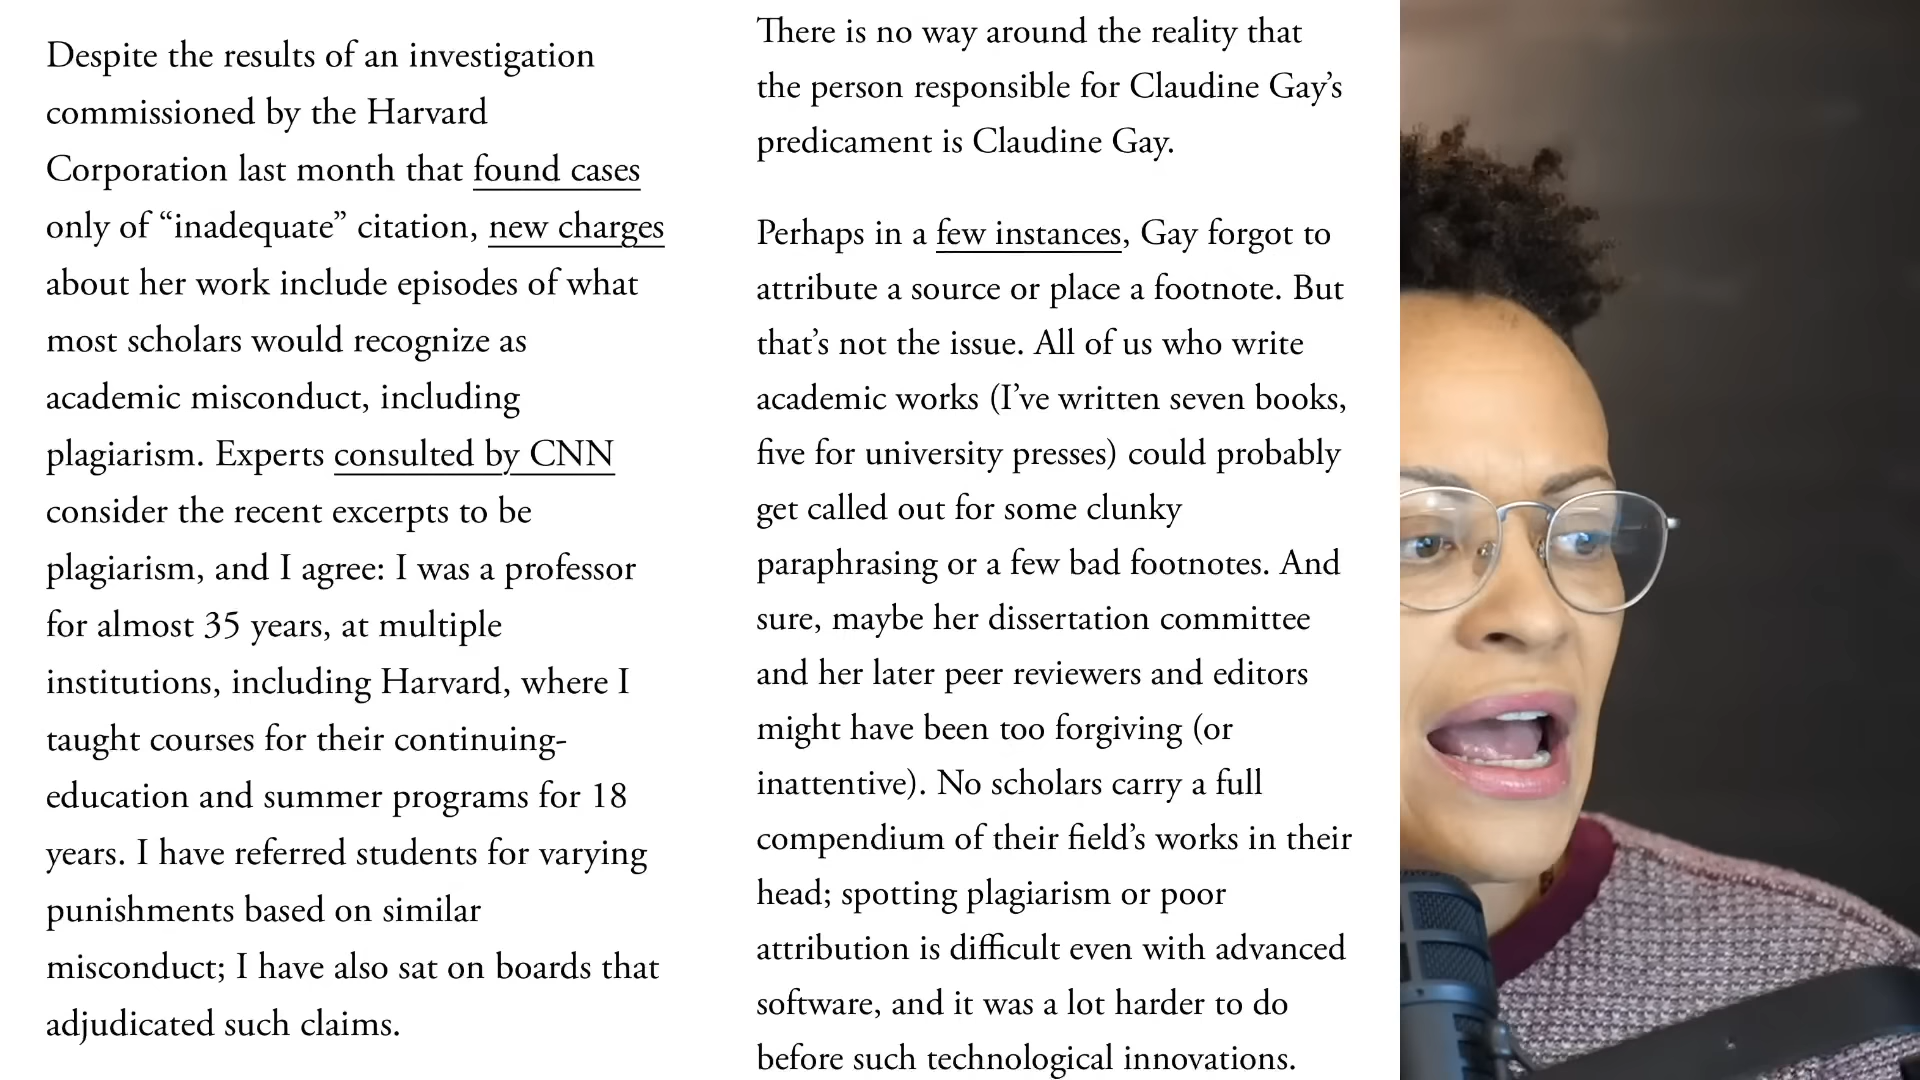 Despite the results of an investigation
commissioned by the Harvard
Corporation last month that found cases
only of “inadequate” citation, new charges
about her work include episodes of what
most scholars would recognize as
academic misconduct, including
plagiarism. Experts consulted by CNN
consider the recent excerpts to be
plagiarism, and I agree: I was a professor
for almost 35 years, at multiple
institutions, including Harvard, where I
taught courses for their continuing-
education and summer programs for 18
years. I have referred students for varying
punishments based on similar
misconduct; I have also sat on boards that
adjudicated such claims.
There is no way around the reality that
the person responsible for Claudine Gay’s
predicament is Claudine Gay.
Perhaps in a few instances, Gay forgot to
attribute a source or place a footnote. But
that’s not the issue. All of us who write
academic works (I’ve written seven books,
five for university presses) could probably
get called out for some clunky
paraphrasing or a few bad footnotes. And
sure, maybe her dissertation committee
and her later peer reviewers and editors
might have been too forgiving (or
inattentive). No scholars carry a full
compendium of their field’s works in their
head; spotting plagiarism or poor
attribution is difficult even with advanced
software, and it was a lot harder to do
before such technological innovations.